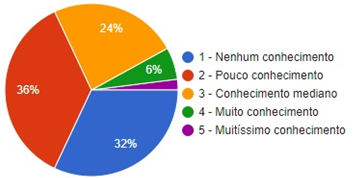 24%
6%
36%
32%
1 - Nenhum conhecimento
2 - Pouco conhecimento
3 - Conhecimento mediano
4 - Muito conhecimento
5 - Muitíssimo conhecimento